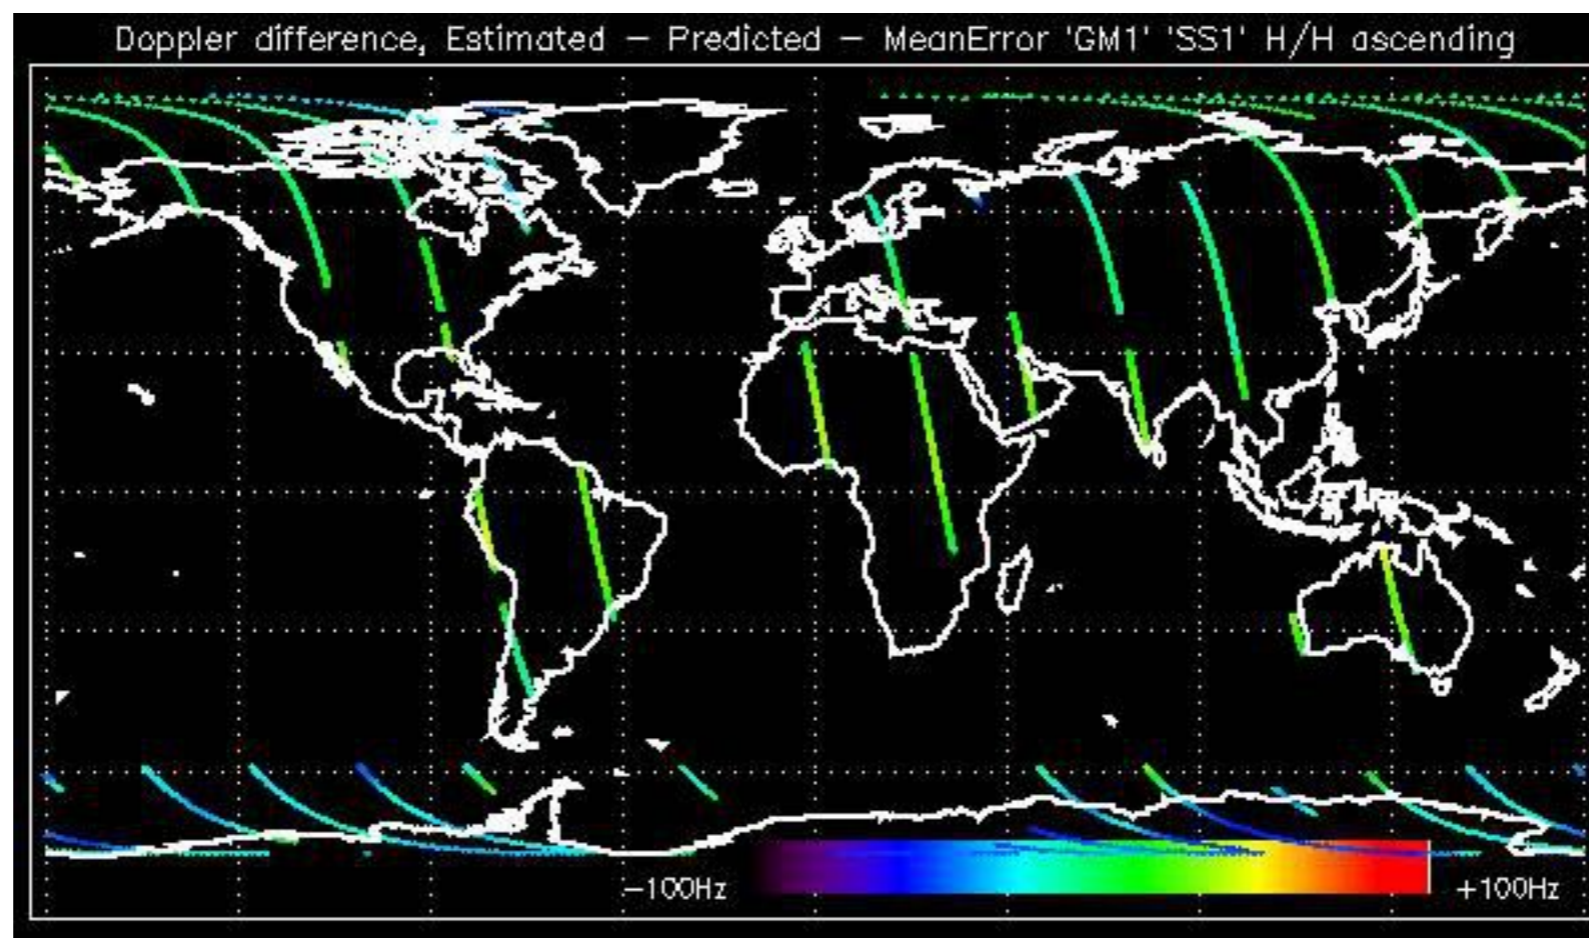 Doppler difference, Estimated – Predicted – MeanError 'GM1' 'SS1' H/H ascending
–100Hz
+100Hz